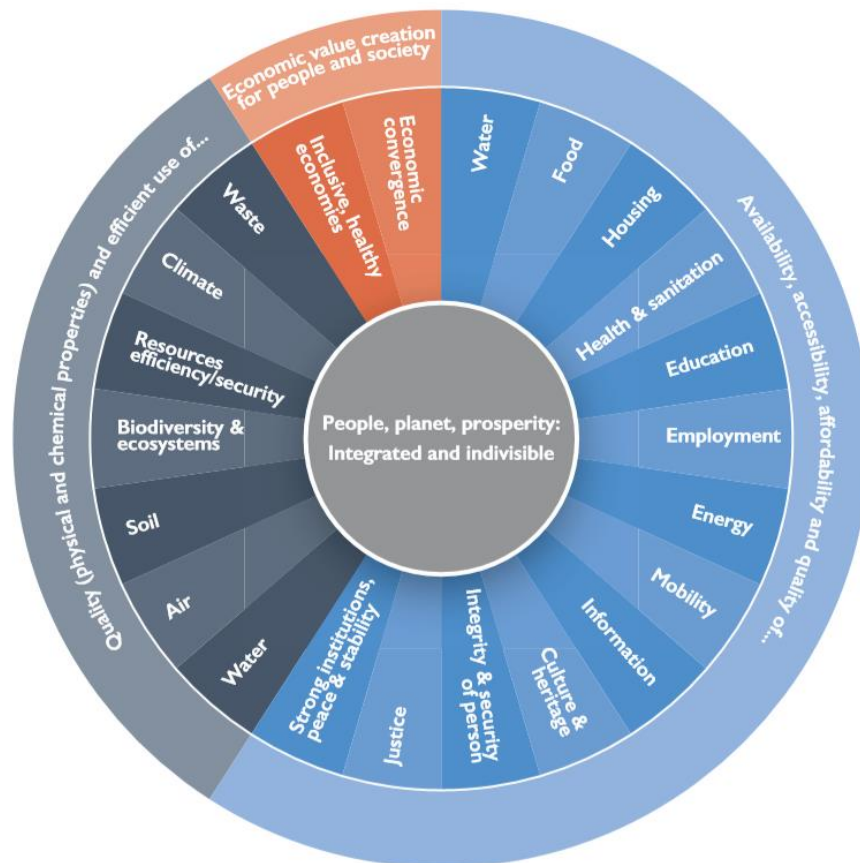 Economic value creation
for people and society
Availability, accessibility, affordability and quality of...
Quality (physical and chemical properties) and efficient use of...
Inclusive, healthy
economies
Economic
convergence
Water
Food
Housing
Health & sanitation
Education
Employment
Energy
Mobility
Information
Culture &
heritage
Integrity & security
of person
Justice
Strong institutions,
peace & stability
Water
Air
Soil
Biodiversity &
ecosystems
Resources
efficiency/security
Climate
Waste
People, planet, prosperity:
Integrated and indivisible